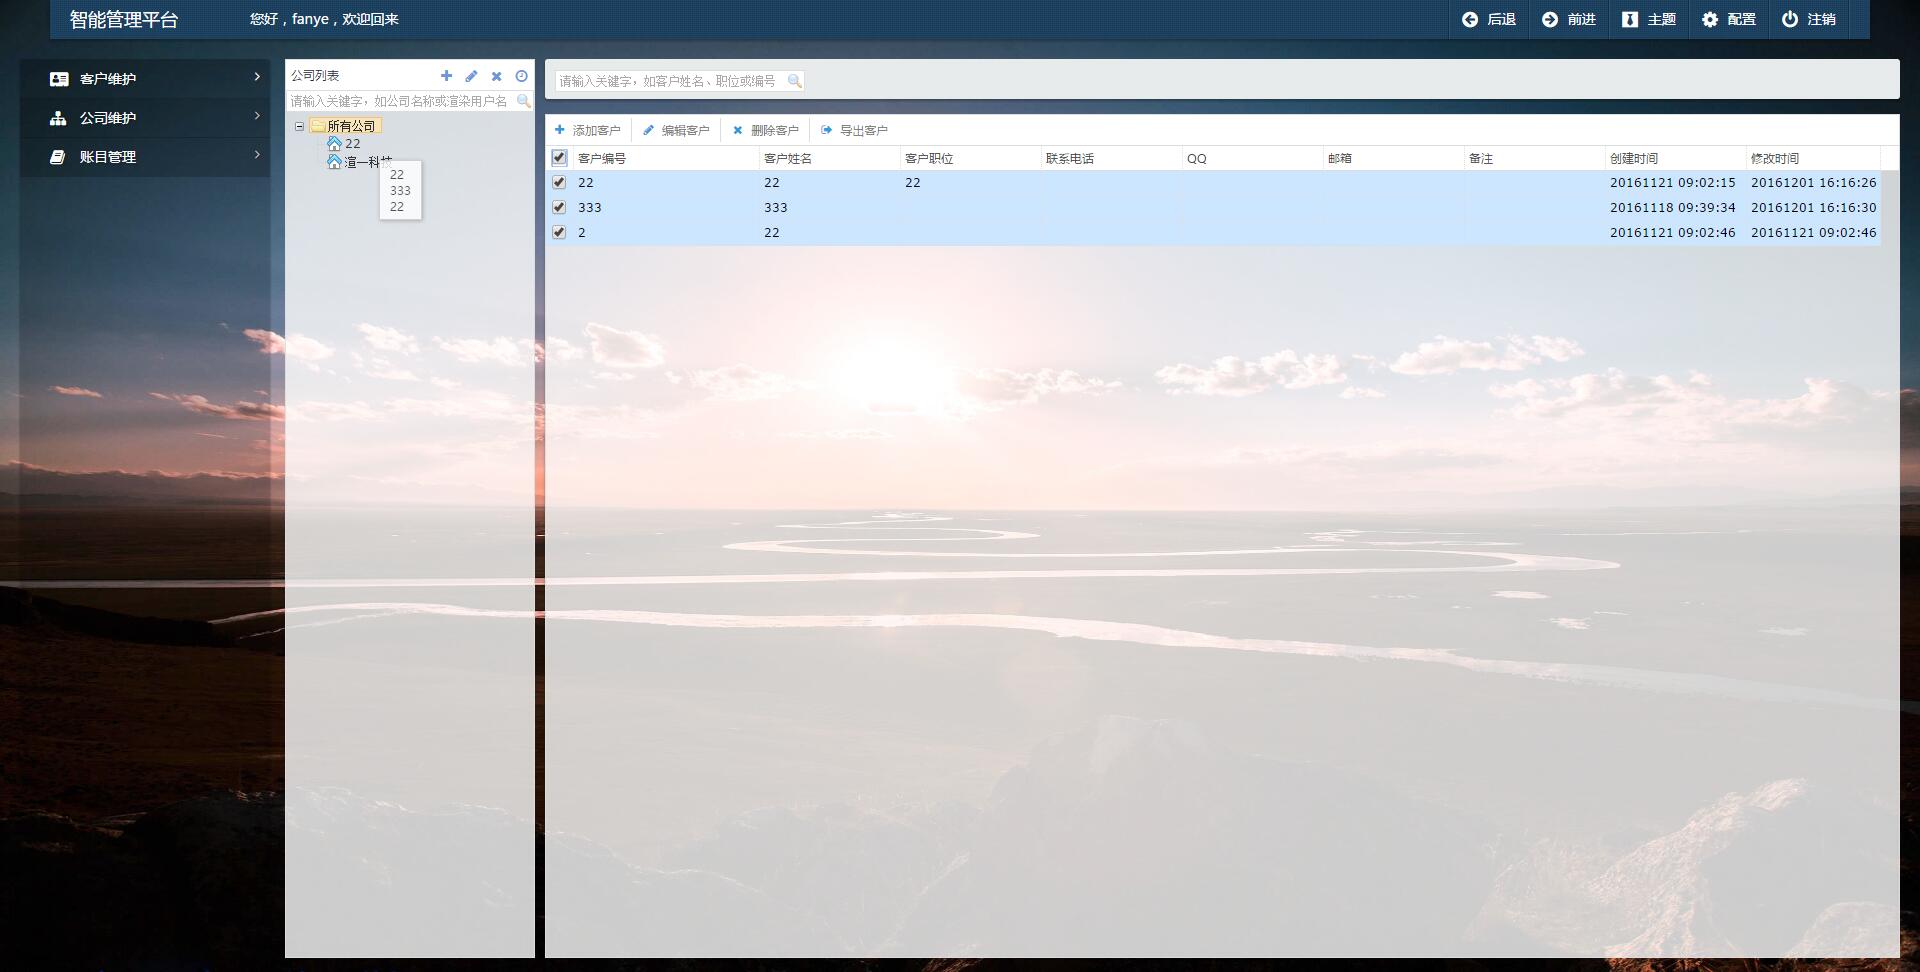 智能管理平台 您好，fanye，欢迎回来 后退 前进 主题 配置 注销
客户维护
公司维护
账目管理
公司列表
请输入关键字，如公司名称或渲染用户名
所有公司
22
渲一科技
22
333
22
请输入关键字，如客户姓名、职位或编号
添加客户 编辑客户 删除客户 导出客户
客户编号 客户姓名 客户职位 联系电话 QQ 邮箱 备注 创建时间 修改时间
22 22 22 20161121 09:02:15 20161201 16:16:26
333 333 20161118 09:39:34 20161201 16:16:30
2 22 20161121 09:02:46 20161121 09:02:46